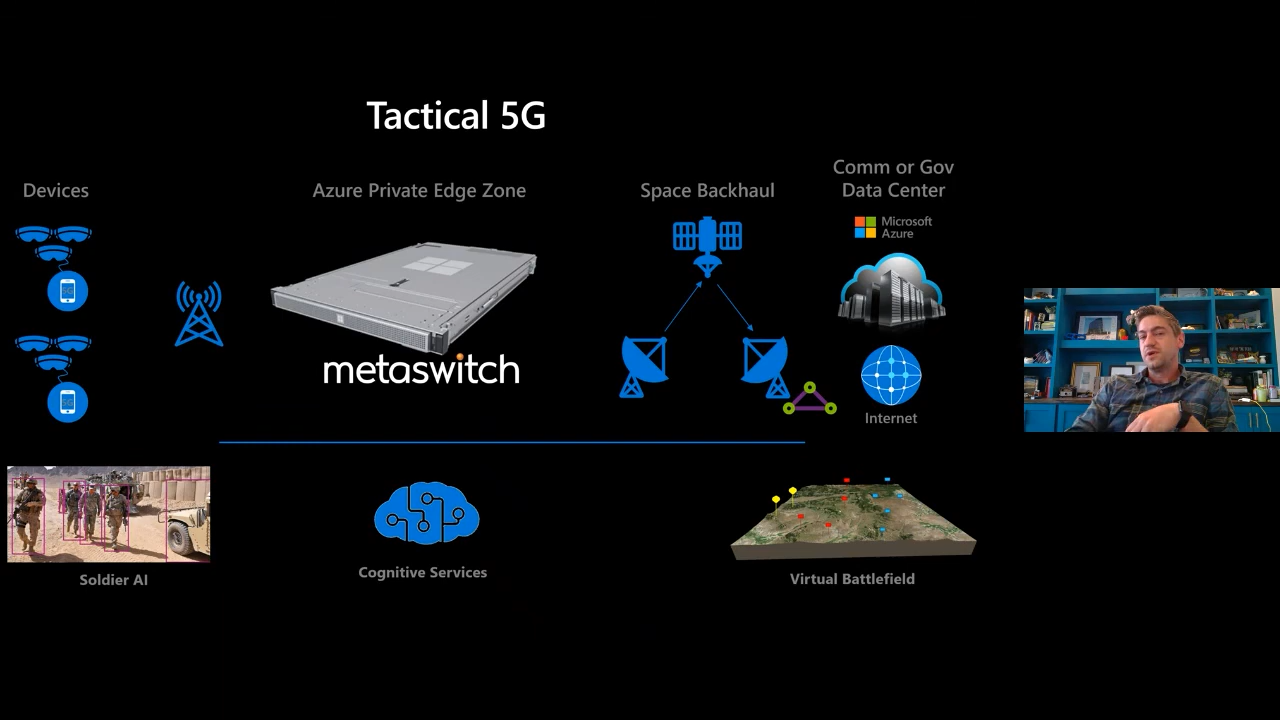 Tactical 5G
Devices
Azure Private Edge Zone
Space Backhaul
Comm or Gov
Data Center
Microsoft
Azure
metaswitch
Internet
Soldier AI
Cognitive Services
Virtual Battlefield